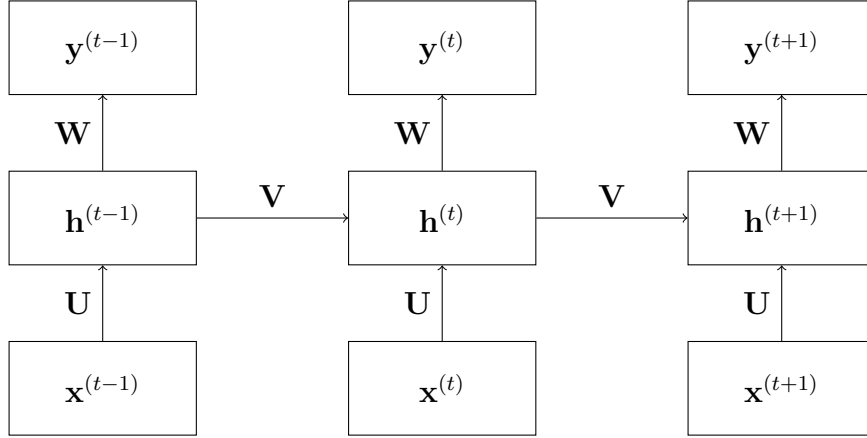 y^(t−1) y^(t) y^(t+1)
W W W
h^(t−1) V h^(t) V h^(t+1)
U U U
x^(t−1) x^(t) x^(t+1)